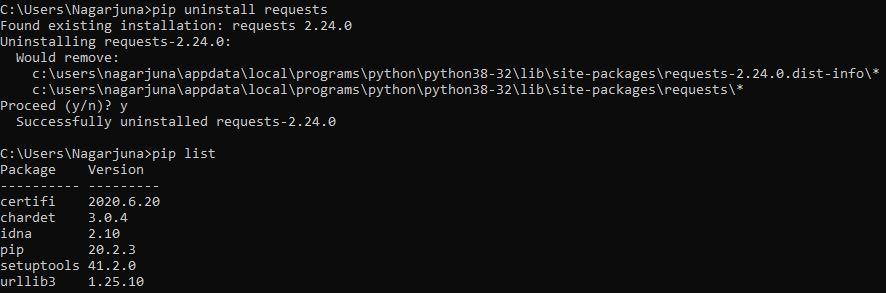 C:\Users\Nagarjuna>pip uninstall requests
Found existing installation: requests 2.24.0
Uninstalling requests-2.24.0:
  Would remove:
    c:\users\nagarjuna\appdata\local\programs\python\python38-32\lib\site-packages\requests-2.24.0.dist-info\*
    c:\users\nagarjuna\appdata\local\programs\python\python38-32\lib\site-packages\requests\*
Proceed (y/n)? y
  Successfully uninstalled requests-2.24.0

C:\Users\Nagarjuna>pip list
Package    Version
---------- ---------
certifi    2020.6.20
chardet    3.0.4
idna       2.10
pip        20.2.3
setuptools 41.2.0
urllib3    1.25.10